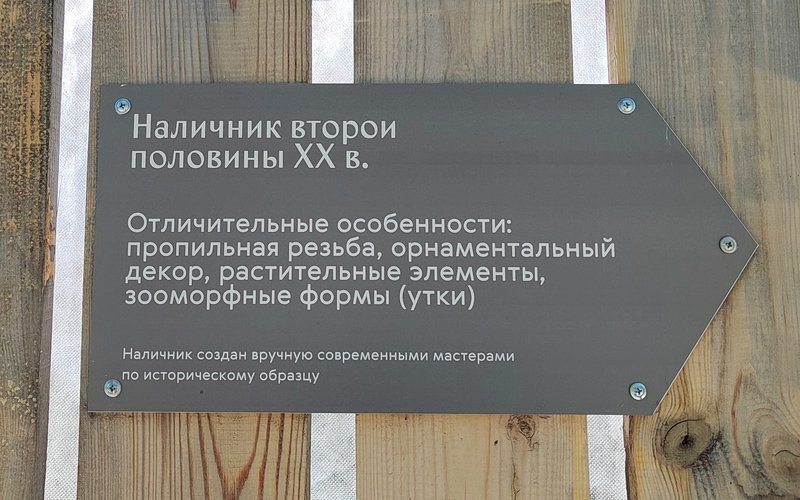 Наличник второи
половины XX в.
Отличительные особенности:
пропильная резьба, орнаментальный
декор, растительные элементы,
зооморфные формы (утки)
Наличник создан вручную современными мастерами
по историческому образцу